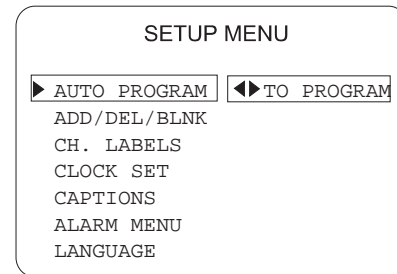 SETUP MENU
▶ AUTO PROGRAM ◀▶ TO PROGRAM
ADD/DEL/BLNK
CH. LABELS
CLOCK SET
CAPTIONS
ALARM MENU
LANGUAGE